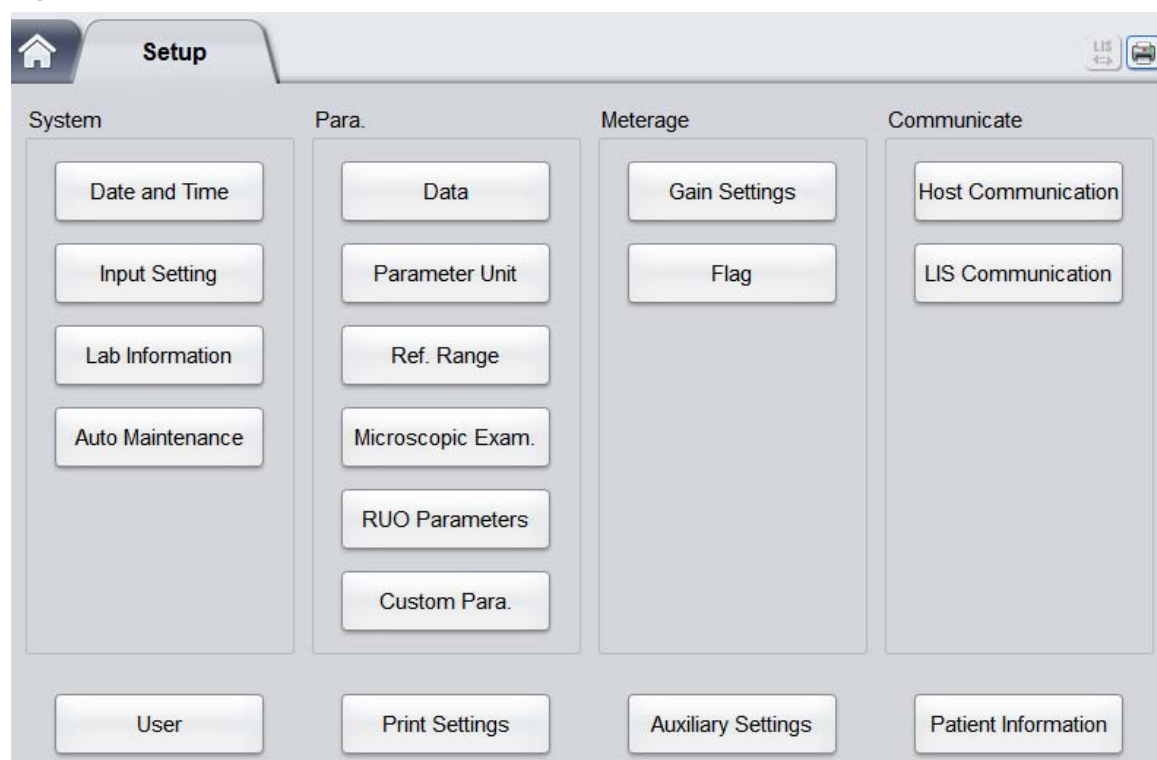 Setup
LIS
System
Para.
Meterage
Communicate
Date and Time
Data
Gain Settings
Host Communication
Input Setting
Parameter Unit
Flag
LIS Communication
Lab Information
Ref. Range
Auto Maintenance
Microscopic Exam.
RUO Parameters
Custom Para.
User
Print Settings
Auxiliary Settings
Patient Information